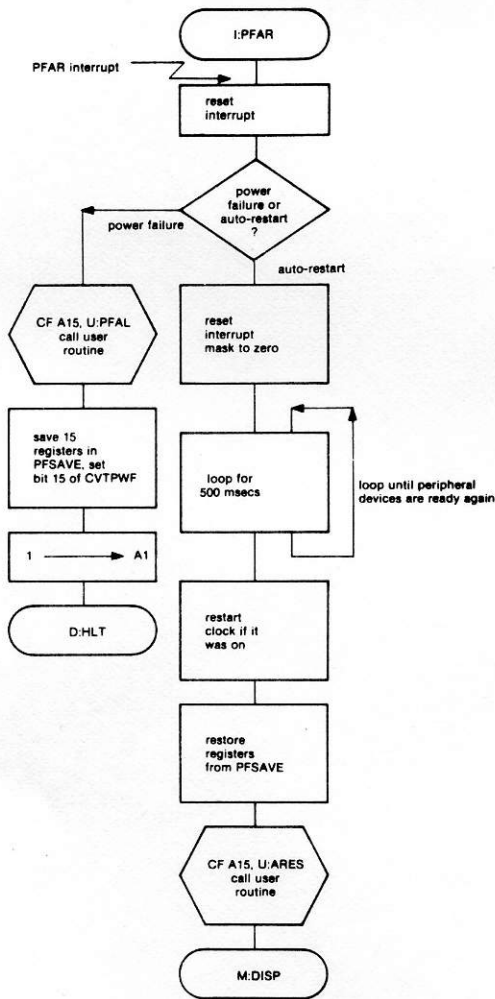 I:PFAR
PFAR interrupt
reset
interrupt
power
failure or
auto-restart
?
power failure
auto-restart
CF A15, U:PFAL
call user
routine
reset
interrupt
mask to zero
save 15
registers in
PFSAVE, set
bit 15 of CVTPWF
loop for
500 msecs
loop until peripheral
devices are ready again
1 A1
D:HLT
restart
clock if it
was on
restore
registers
from PFSAVE
CF A15, U:ARES
call user
routine
M:DISP